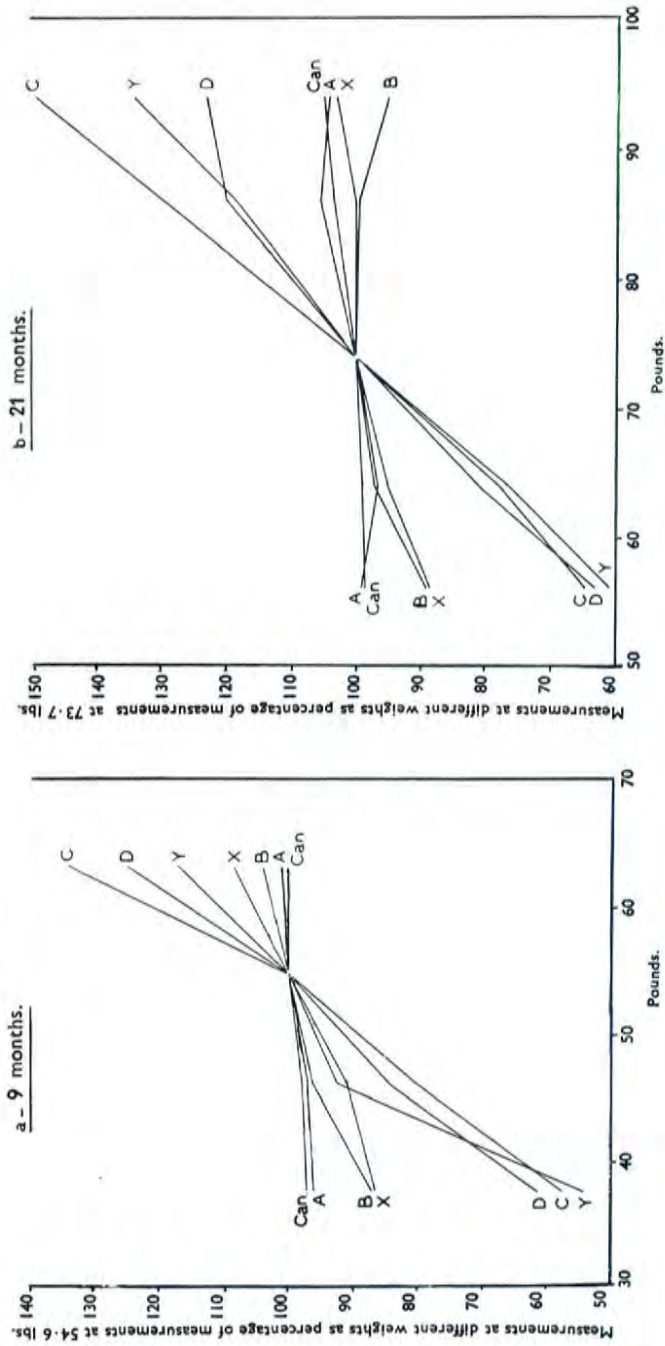 a – 9 months.
Measurements at different weights as percentage of measurements at 54·6 lbs.
140
130
120
110
100
90
80
70
60
50
C
D
Y
X
B
A
Can
Can
A
B
X
D
C
Y
30
40
50
60
70
Pounds.
b – 21 months.
Measurements at different weights as percentage of measurements at 73·7 lbs.
150
140
130
120
110
100
90
80
70
60
C
Y
D
Can
A
X
B
A
Can
B
X
C
D
Y
50
60
70
80
90
100
Pounds.